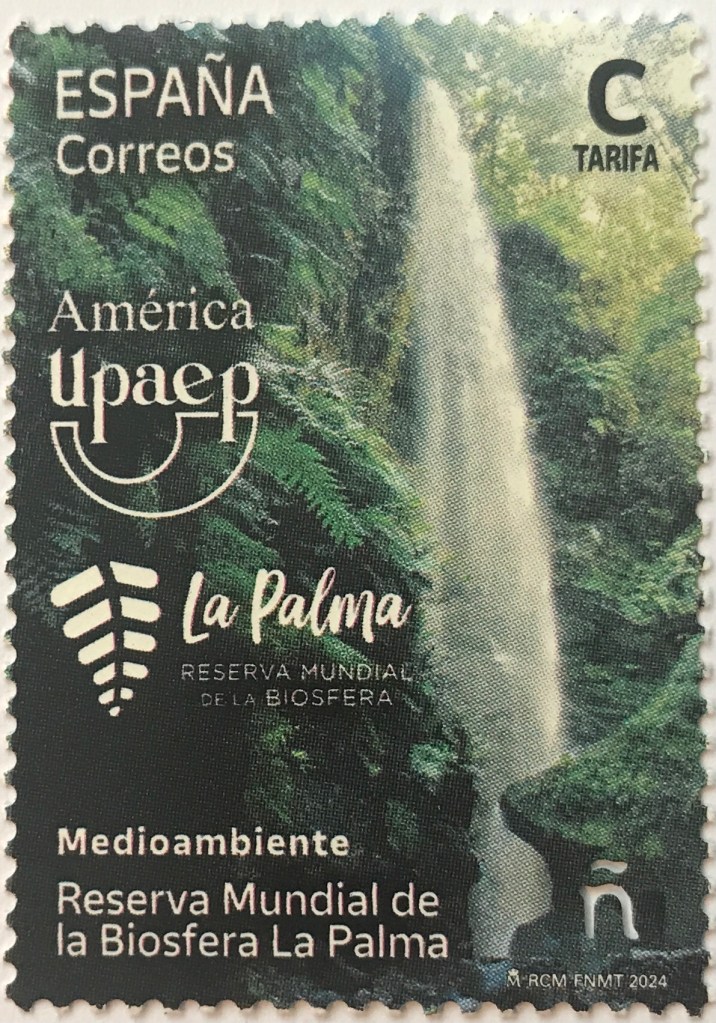 ESPAÑA
Correos
C
TARIFA
América
upaep
La Palma
RESERVA MUNDIAL
DE LA BIOSFERA
Medioambiente
Reserva Mundial de
la Biosfera La Palma
ñ
RCM-FNMT 2024